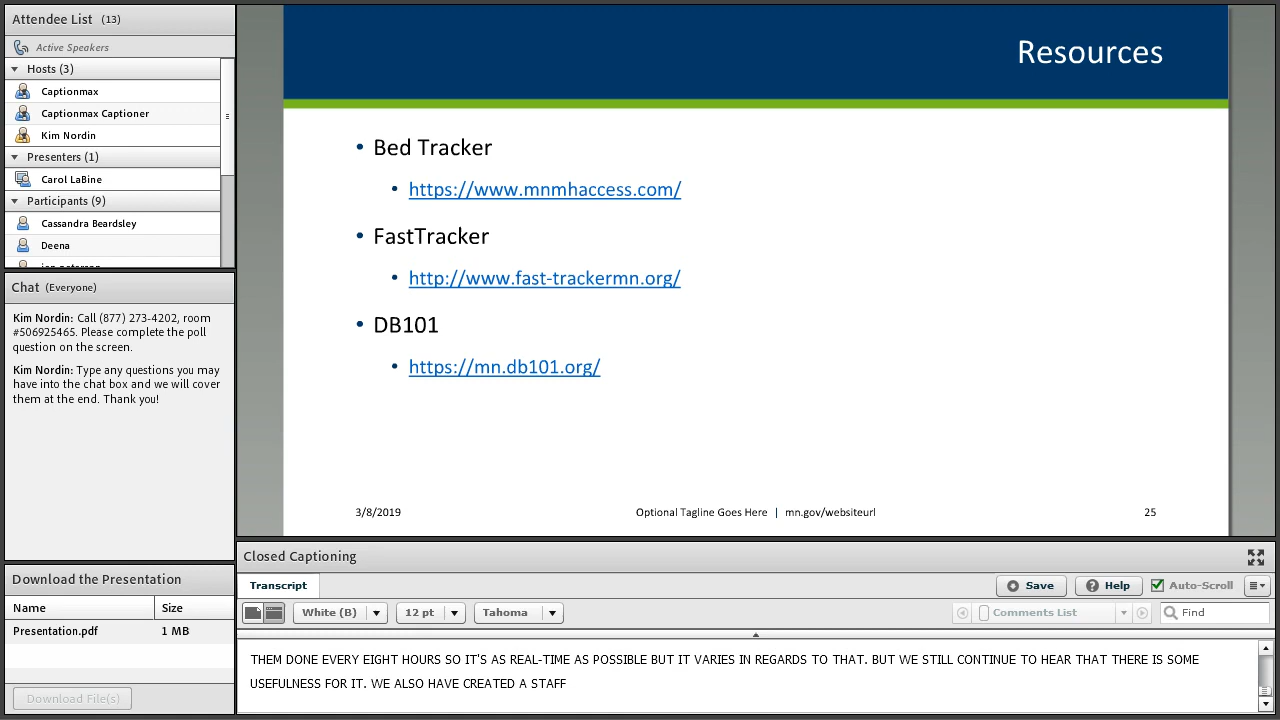 Attendee List (13)
Active Speakers
Hosts (3)
Captionmax
Captionmax Captioner
Kim Nordin
Presenters (1)
Carol LaBine
Participants (9)
Cassandra Beardsley
Deena
Chat (Everyone)
Kim Nordin: Call (877) 273-4202, room
#506925465. Please complete the poll
question on the screen.
Kim Nordin: Type any questions you may
have into the chat box and we will cover
them at the end. Thank you!
Download the Presentation
Name Size
Presentation.pdf 1 MB
Download File(s)
Resources
• Bed Tracker
• https://www.mnmhaccess.com/
• FastTracker
• http://www.fast-trackermn.org/
• DB101
• https://mn.db101.org/
3/8/2019 Optional Tagline Goes Here | mn.gov/websiteurl 25
Closed Captioning
Transcript Save Help Auto-Scroll
White (B) 12 pt Tahoma Comments List Find
THEM DONE EVERY EIGHT HOURS SO IT'S AS REAL-TIME AS POSSIBLE BUT IT VARIES IN REGARDS TO THAT. BUT WE STILL CONTINUE TO HEAR THAT THERE IS SOME
USEFULNESS FOR IT. WE ALSO HAVE CREATED A STAFF